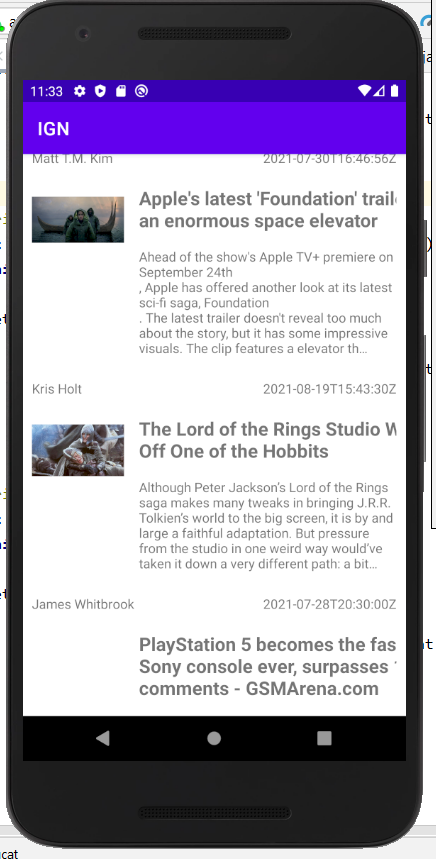 11:33
IGN
Matt T.M. Kim 2021-07-30T16:46:56Z
Apple's latest 'Foundation'
an enormous space elevator
Ahead of the show's Apple TV+ premiere on
September 24th
, Apple has offered another look at its latest
sci-fi saga, Foundation
. The latest trailer doesn't reveal too much
about the story, but it has some impressive
visuals. The clip features a elevator th...
Kris Holt 2021-08-19T15:43:30Z
The Lord of the Rings Studio
Off One of the Hobbits
Although Peter Jackson's Lord of the Rings
saga makes many tweaks in bringing J.R.R.
Tolkien's world to the big screen, it is by and
large a faithful adaptation. But pressure
from the studio in one weird way would've
taken it down a very different path: a bit...
James Whitbrook 2021-07-28T20:30:00Z
PlayStation 5 becomes the fas
Sony console ever, surpasses
comments - GSMarena.com